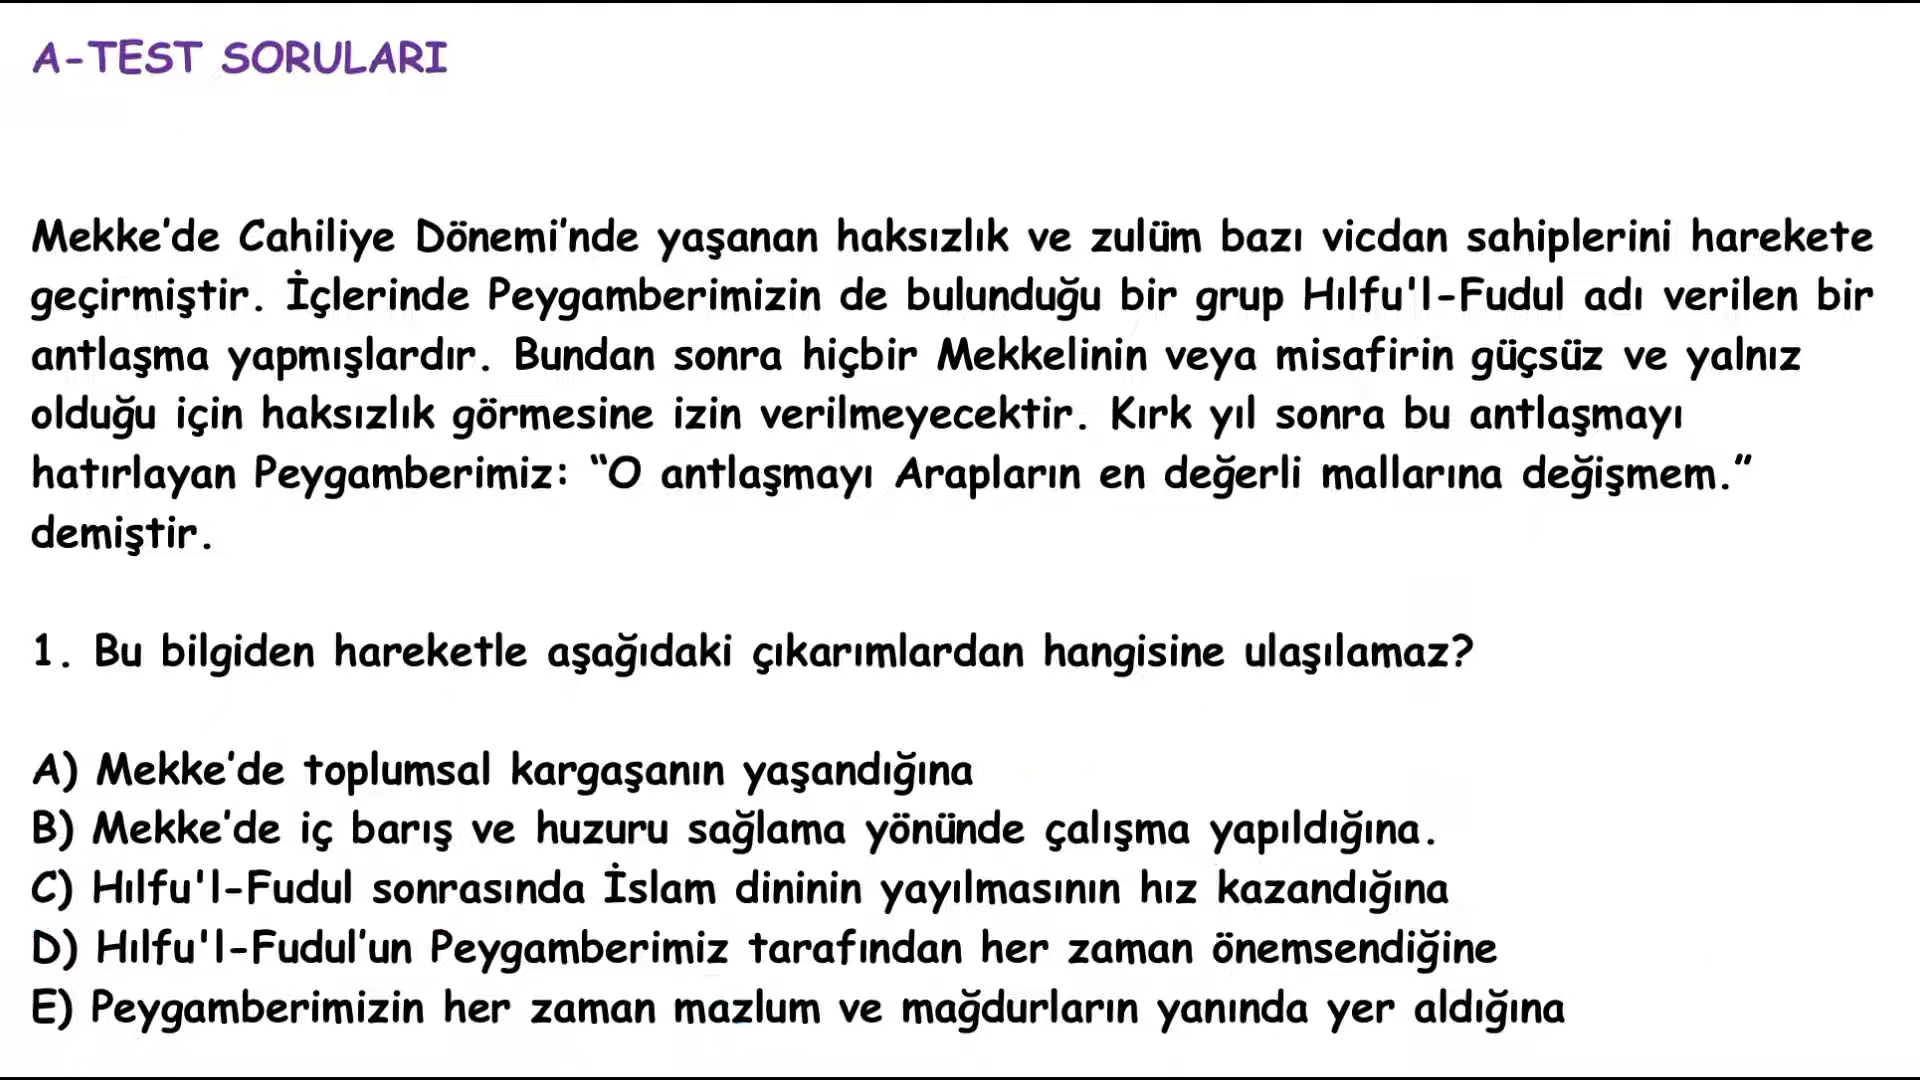 A-TEST SORULARI
Mekke'de Cahiliye Dönemi'nde yaşanan haksızlık ve zulüm bazı vicdan sahiplerini harekete
geçirmiştir. İçlerinde Peygamberimizin de bulunduğu bir grup Hılfu'l-Fudul adı verilen bir
antlaşma yapmışlardır. Bundan sonra hiçbir Mekkelinin veya misafirin güçsüz ve yalnız
olduğu için haksızlık görmesine izin verilmeyecektir. Kırk yıl sonra bu antlaşmayı
hatırlayan Peygamberimiz: “O antlaşmayı Arapların en değerli mallarına değişmem.”
demiştir.
1. Bu bilgiden hareketle aşağıdaki çıkarımlardan hangisine ulaşılamaz?
A) Mekke'de toplumsal kargaşanın yaşandığına
B) Mekke'de iç barış ve huzuru sağlama yönünde çalışma yapıldığına.
C) Hılfu'l-Fudul sonrasında İslam dininin yayılmasının hız kazandığına
D) Hılfu'l-Fudul'un Peygamberimiz tarafından her zaman önemsendiğine
E) Peygamberimizin her zaman mazlum ve mağdurların yanında yer aldığına